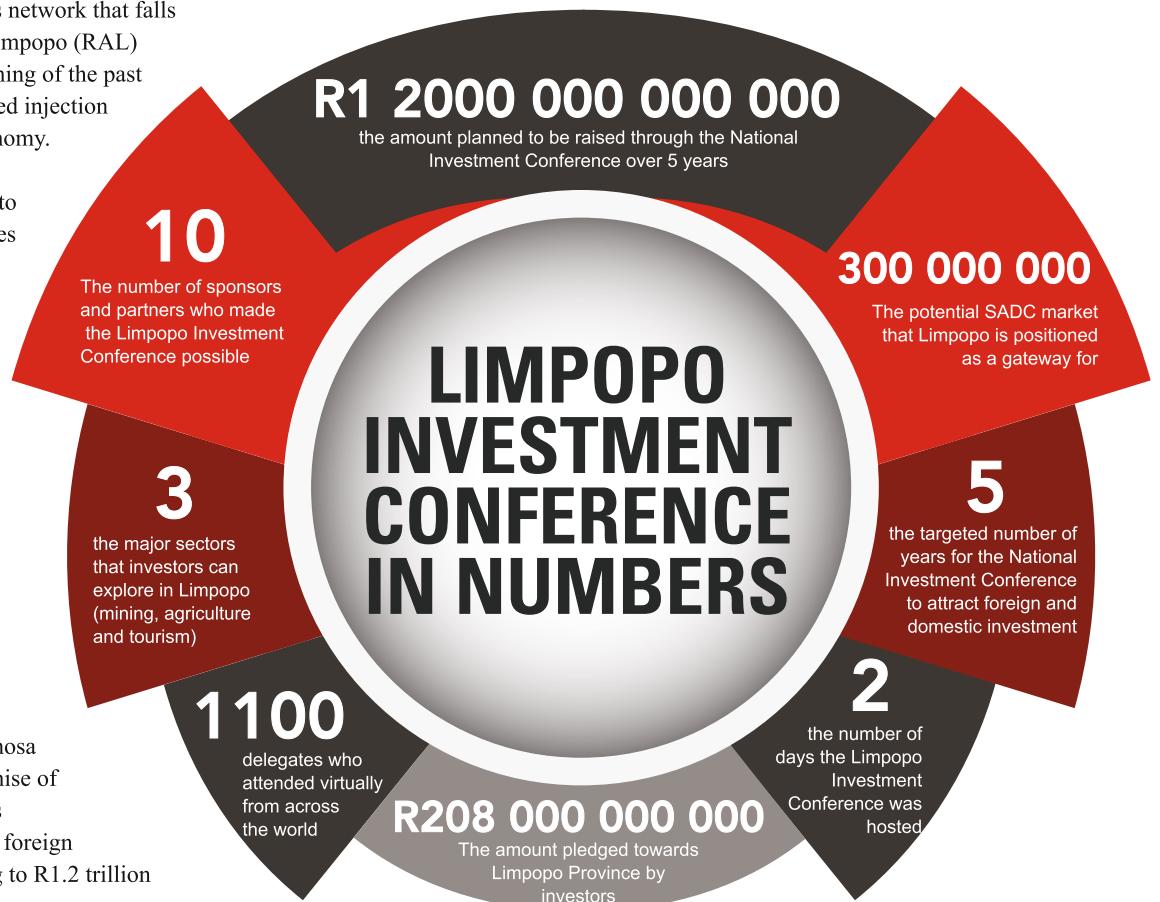 s network that falls
mpopo (RAL)
ning of the past
ed injection
nomy.
to
es
nosa
nise of
s
foreign
g to R1.2 trillion
R1 2000 000 000 000
the amount planned to be raised through the National
Investment Conference over 5 years
10
The number of sponsors
and partners who made
the Limpopo Investment
Conference possible
300 000 000
The potential SADC market
that Limpopo is positioned
as a gateway for
LIMPOPO
INVESTMENT
CONFERENCE
IN NUMBERS
3
the major sectors
that investors can
explore in Limpopo
(mining, agriculture
and tourism)
5
the targeted number of
years for the National
Investment Conference
to attract foreign and
domestic investment
1100
delegates who
attended virtually
from across
the world
2
the number of
days the Limpopo
Investment
Conference was
hosted
R208 000 000 000
The amount pledged towards
Limpopo Province by
investors